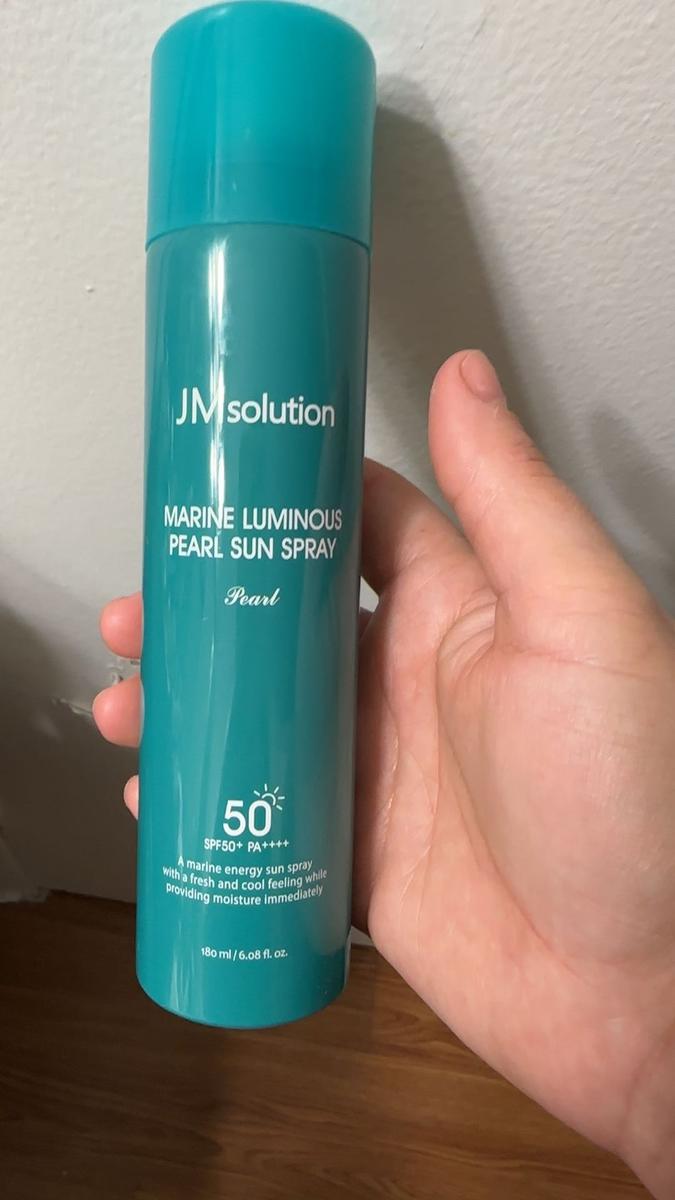 JMsolution
MARINE LUMINOUS
PEARL SUN SPRAY
Pearl
50
SPF50+ PA++++
A marine energy sun spray
with a fresh and cool feeling while
providing moisture immediately
180 ml / 6.08 fl. oz.